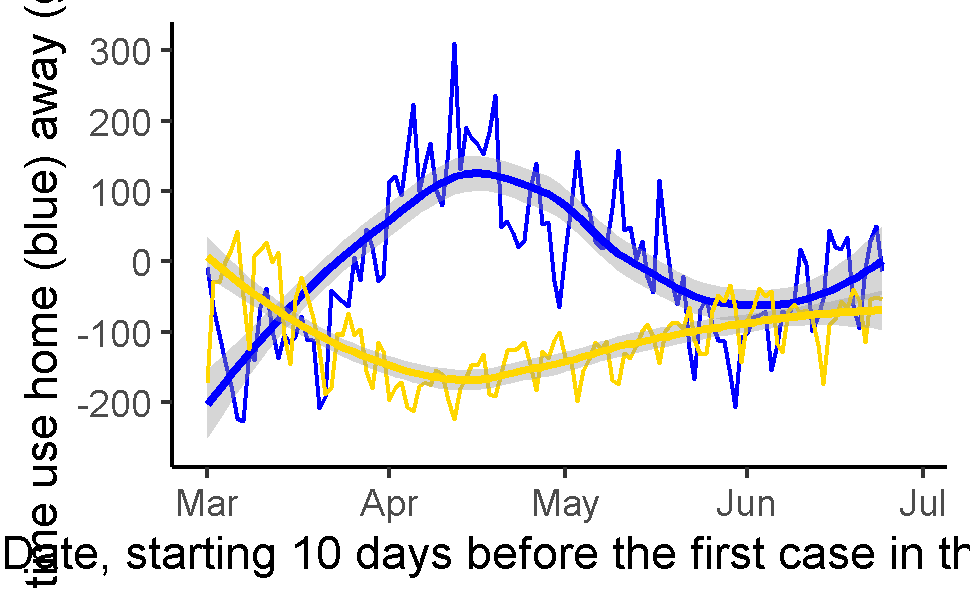 time use home (blue) away (
300
200
100
0
-100
-200
Mar Apr May Jun Jul
Date, starting 10 days before the first case in th